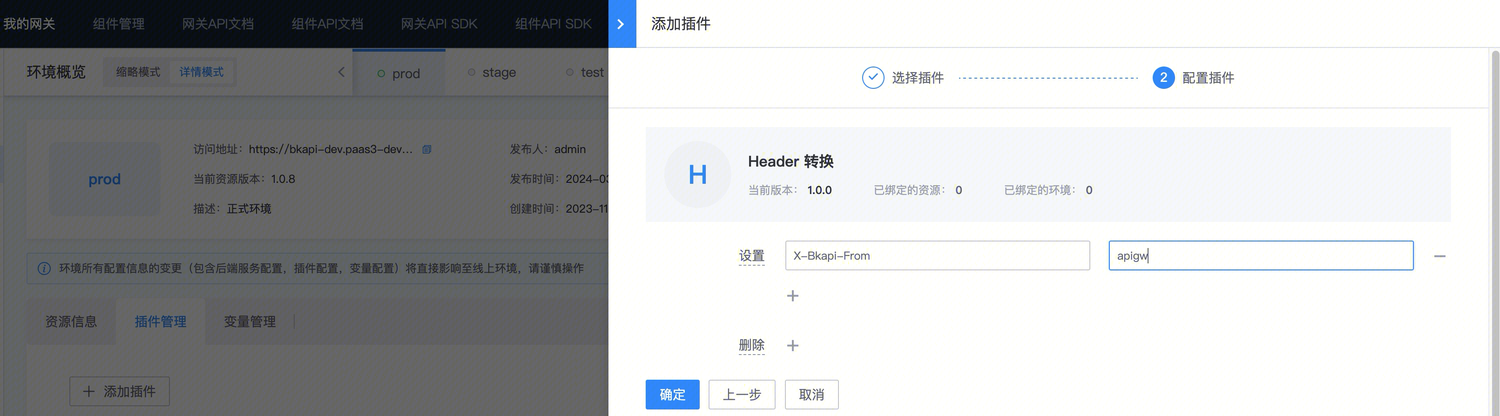 我的网关 组件管理 网关API文档 组件API文档 网关API SDK 组件API SDK
环境概览 缩略模式 详情模式 prod stage test
prod
访问地址：https://bkapi-dev.paas3-dev... 发布人：admin
当前资源版本：1.0.8 发布时间：2024-03
描述：正式环境 创建时间：2023-11
环境所有配置信息的变更（包含后端服务配置，插件配置，变量配置）将直接影响至线上环境，请谨慎操作
资源信息 插件管理 变量管理
+ 添加插件
添加插件
选择插件 2 配置插件
H
Header 转换
当前版本：1.0.0 已绑定的资源：0 已绑定的环境：0
设置 X-Bkapi-From apigw
删除
确定 上一步 取消